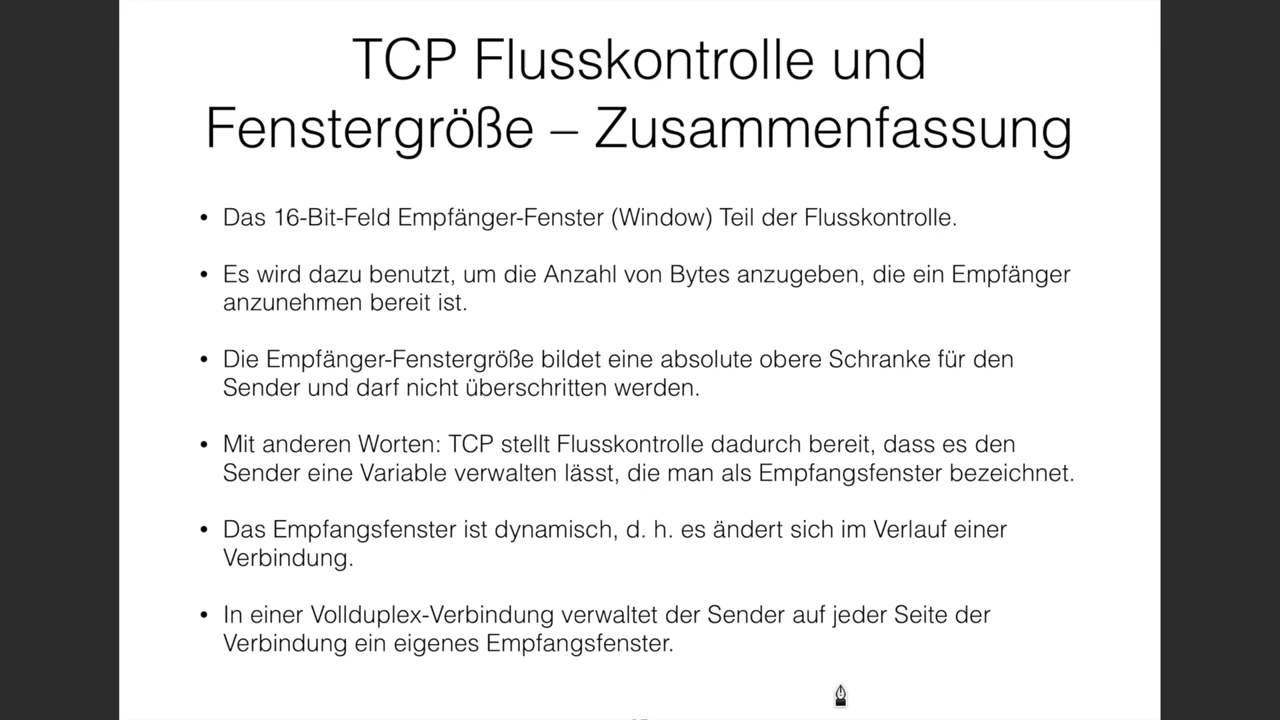 TCP Flusskontrolle und
Fenstergröße – Zusammenfassung
• Das 16-Bit-Feld Empfänger-Fenster (Window) Teil der Flusskontrolle.
• Es wird dazu benutzt, um die Anzahl von Bytes anzugeben, die ein Empfänger
anzunehmen bereit ist.
• Die Empfänger-Fenstergröße bildet eine absolute obere Schranke für den
Sender und darf nicht überschritten werden.
• Mit anderen Worten: TCP stellt Flusskontrolle dadurch bereit, dass es den
Sender eine Variable verwalten lässt, die man als Empfangsfenster bezeichnet.
• Das Empfangsfenster ist dynamisch, d. h. es ändert sich im Verlauf einer
Verbindung.
• In einer Vollduplex-Verbindung verwaltet der Sender auf jeder Seite der
Verbindung ein eigenes Empfangsfenster.